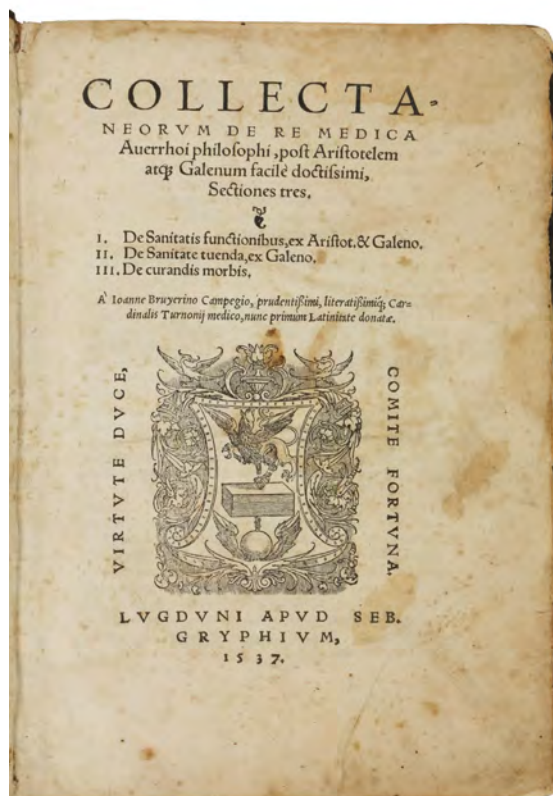 COLLECTA-
NEORVM DE RE MEDICA
Auerrhoi philosophi, post Aristotelem
atq; Galenum facilè doctissimi,
Sectiones tres.
I. De Sanitatis functionibus, ex Aristot. & Galeno.
II. De Sanitate tuenda, ex Galeno.
III. De curandis morbis.
A' Ioanne Bruyerino Campegio, prudentissimi, literatissimiq; Car-
dinalis Turnonij medico, nunc primùm Latinitate donatæ.
VIRTVTE DVCE,
COMITE FORTVNA.
LVGDVNI APVD SEB.
GRYPHIVM,
1537.